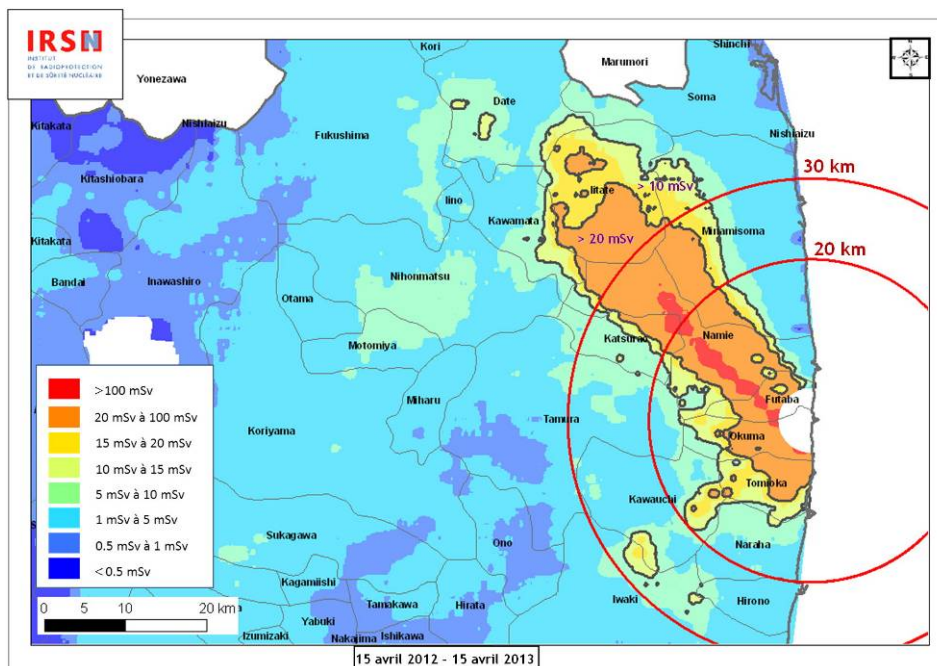 IRSN
INSTITUT
DE RADIOPROTECTION
ET DE SÛRETÉ NUCLÉAIRE
Kori
Marumori
Shinchi
Yonezawa
Date
Soma
Kitakata
Nishiaizu
Fukushima
Nishiaizu
Kitashiobara
Iitate
> 10 mSv
30 km
Iino
Kawamata
Minamisoma
Kitakata
> 20 mSv
20 km
Bandai
Inawashiro
Nihonmatsu
Otama
Namie
Katsurao
Motomiya
>100 mSv
20 mSv à 100 mSv
15 mSv à 20 mSv
10 mSv à 15 mSv
5 mSv à 10 mSv
1 mSv à 5 mSv
0.5 mSv à 1 mSv
<0.5 mSv
Miharu
Futaba
Tamura
Koriyama
Okuma
Tomioka
Kawauchi
Sukagawa
Ono
Naraha
Kagamiishi
0 5 10 20 km
Tamakawa
Hirata
Iwaki
Hirono
Yabuki
Izumizaki
Nakajima
Ishikawa
15 avril 2012 - 15 avril 2013